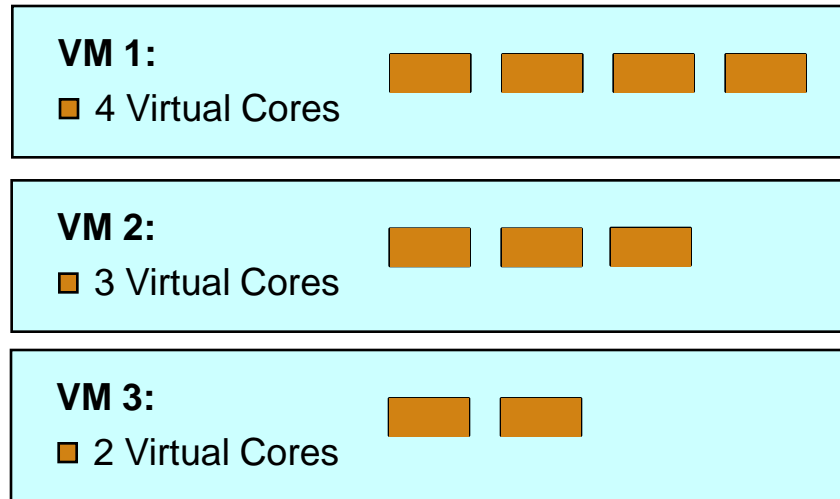 VM 1:
4 Virtual Cores
VM 2:
3 Virtual Cores
VM 3:
2 Virtual Cores